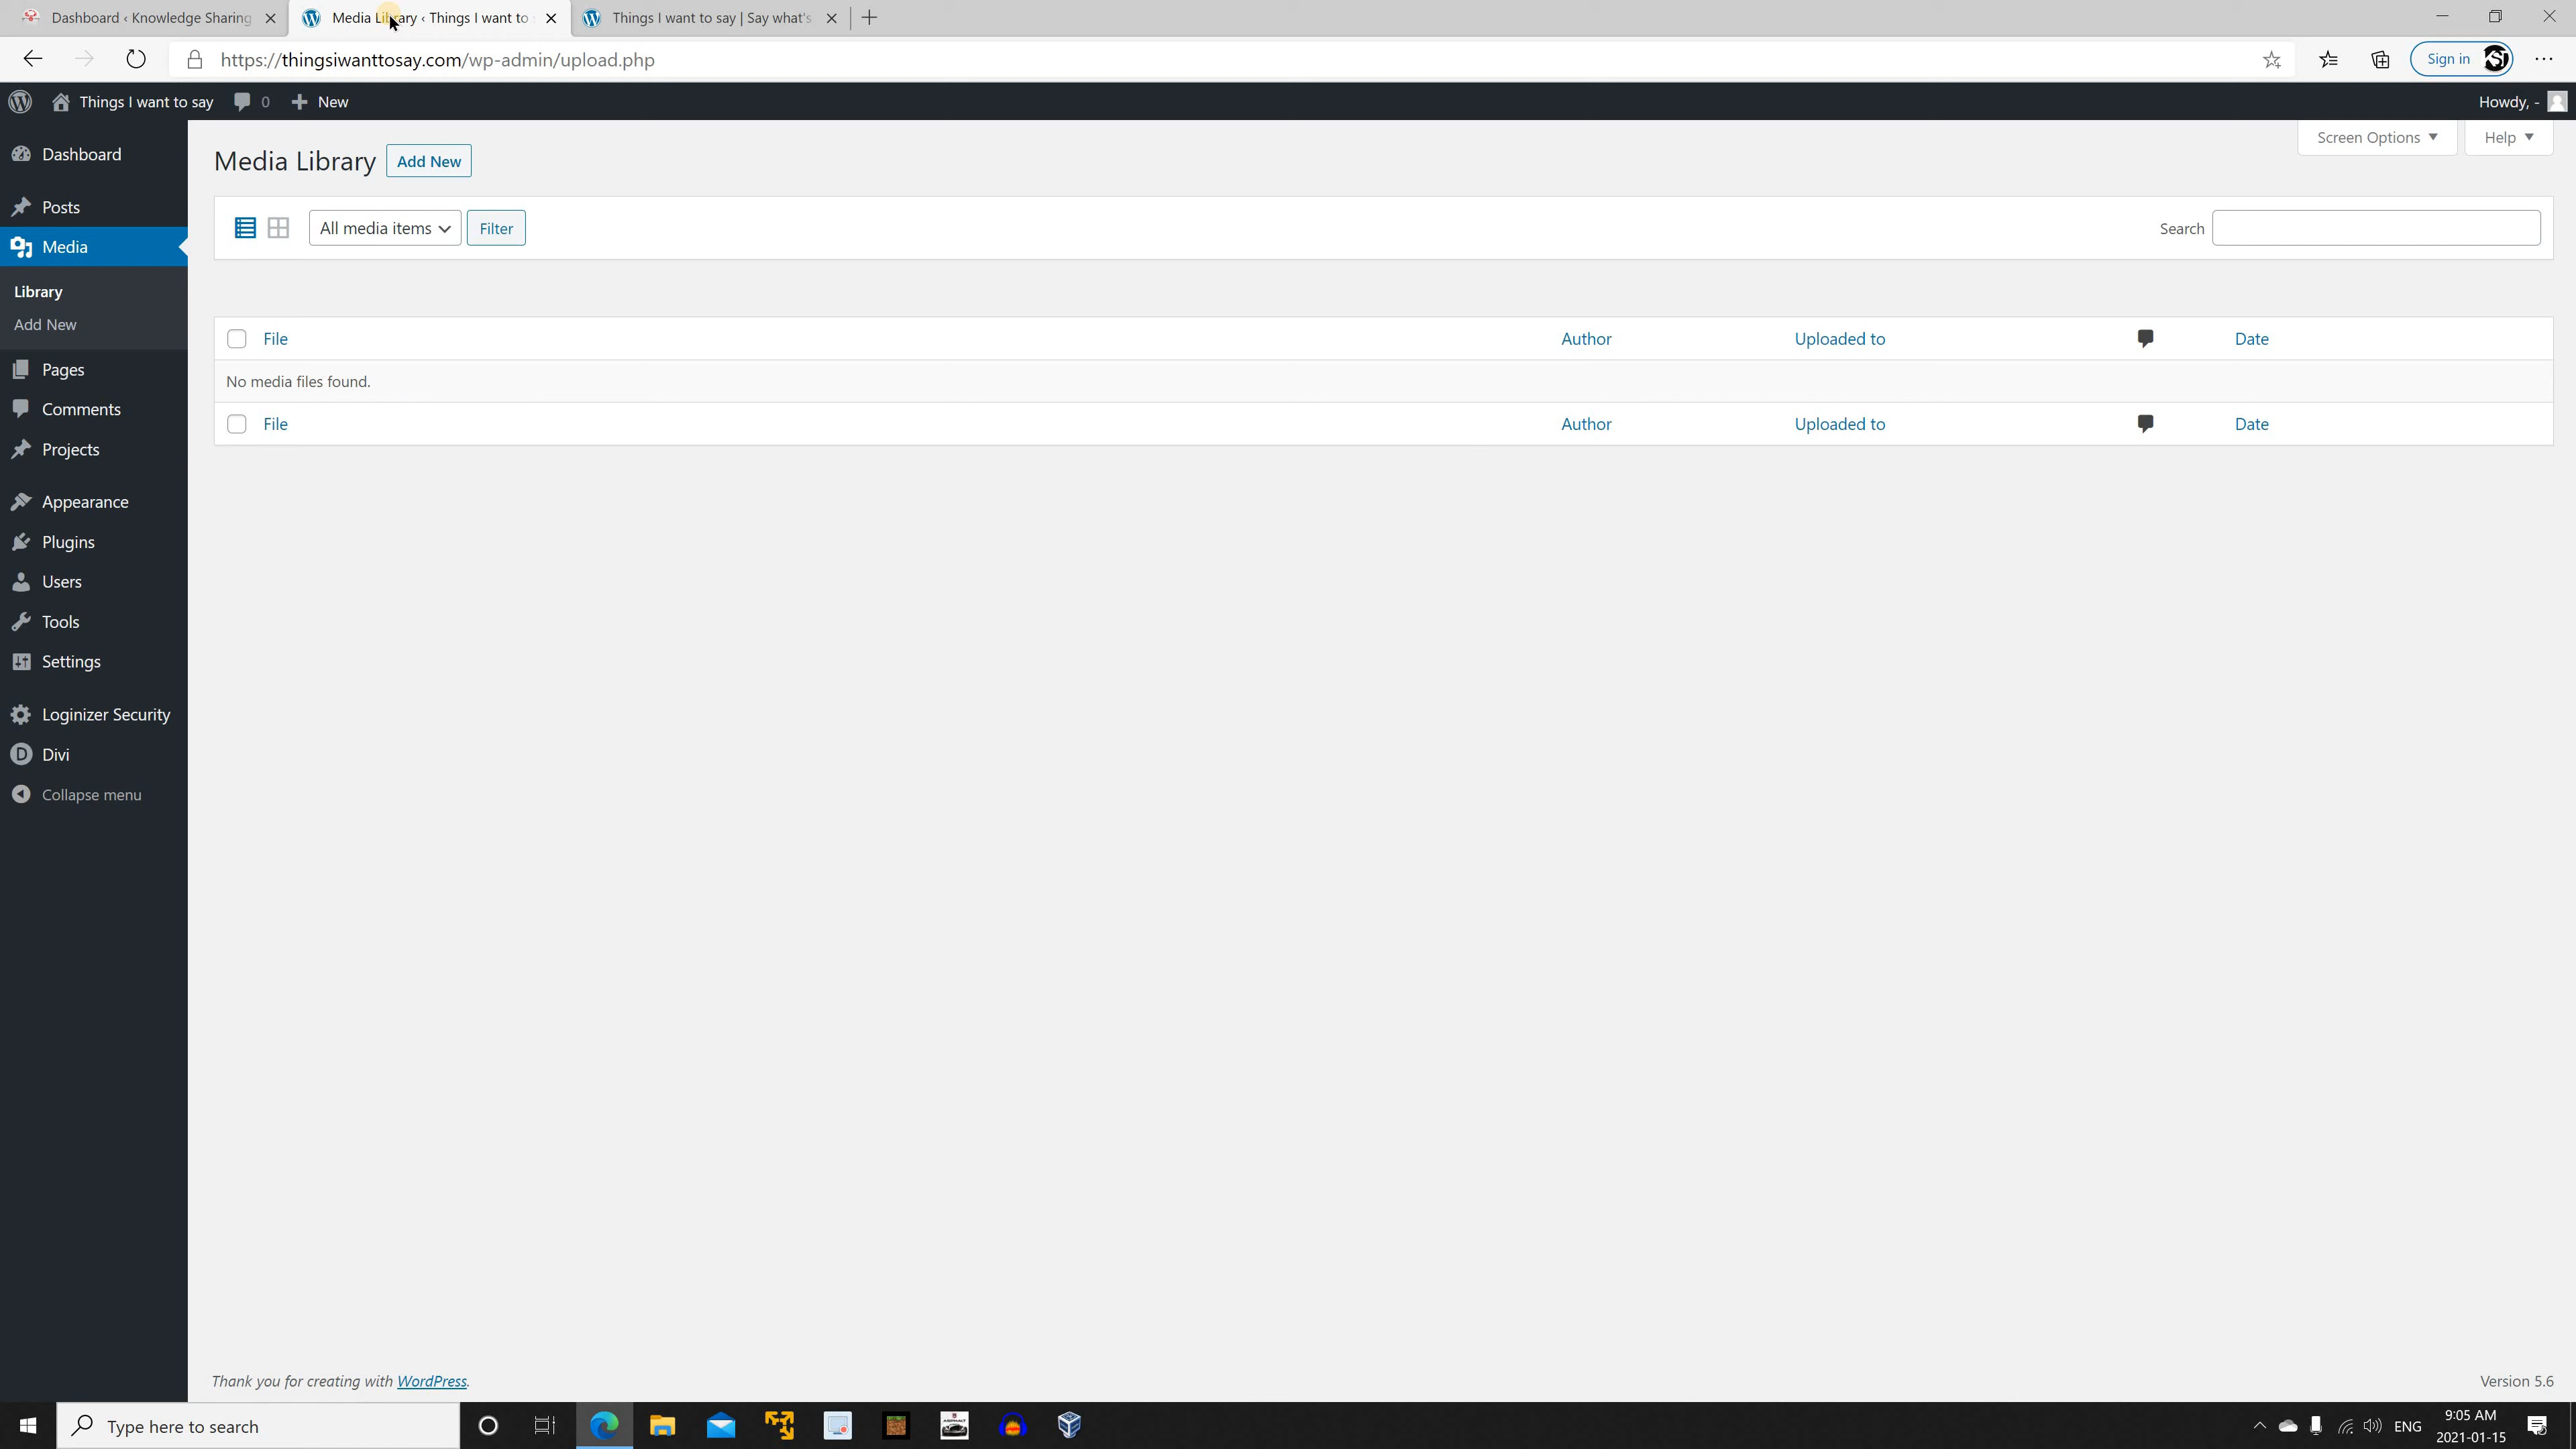 Dashboard ‹ Knowledge Sharing
Media Library ‹ Things I want to
Things I want to say | Say what's
https://thingsiwanttosay.com/wp-admin/upload.php
Sign in
Things I want to say
0
New
Howdy, -
Dashboard
Posts
Media
Library
Add New
Pages
Comments
Projects
Appearance
Plugins
Users
Tools
Settings
Loginizer Security
Divi
Collapse menu
Screen Options
Help
Media Library
Add New
All media items
Filter
Search
File Author Uploaded to Date
No media files found.
File Author Uploaded to Date
Thank you for creating with WordPress.
Version 5.6
Type here to search
ENG
9:05 AM
2021-01-15